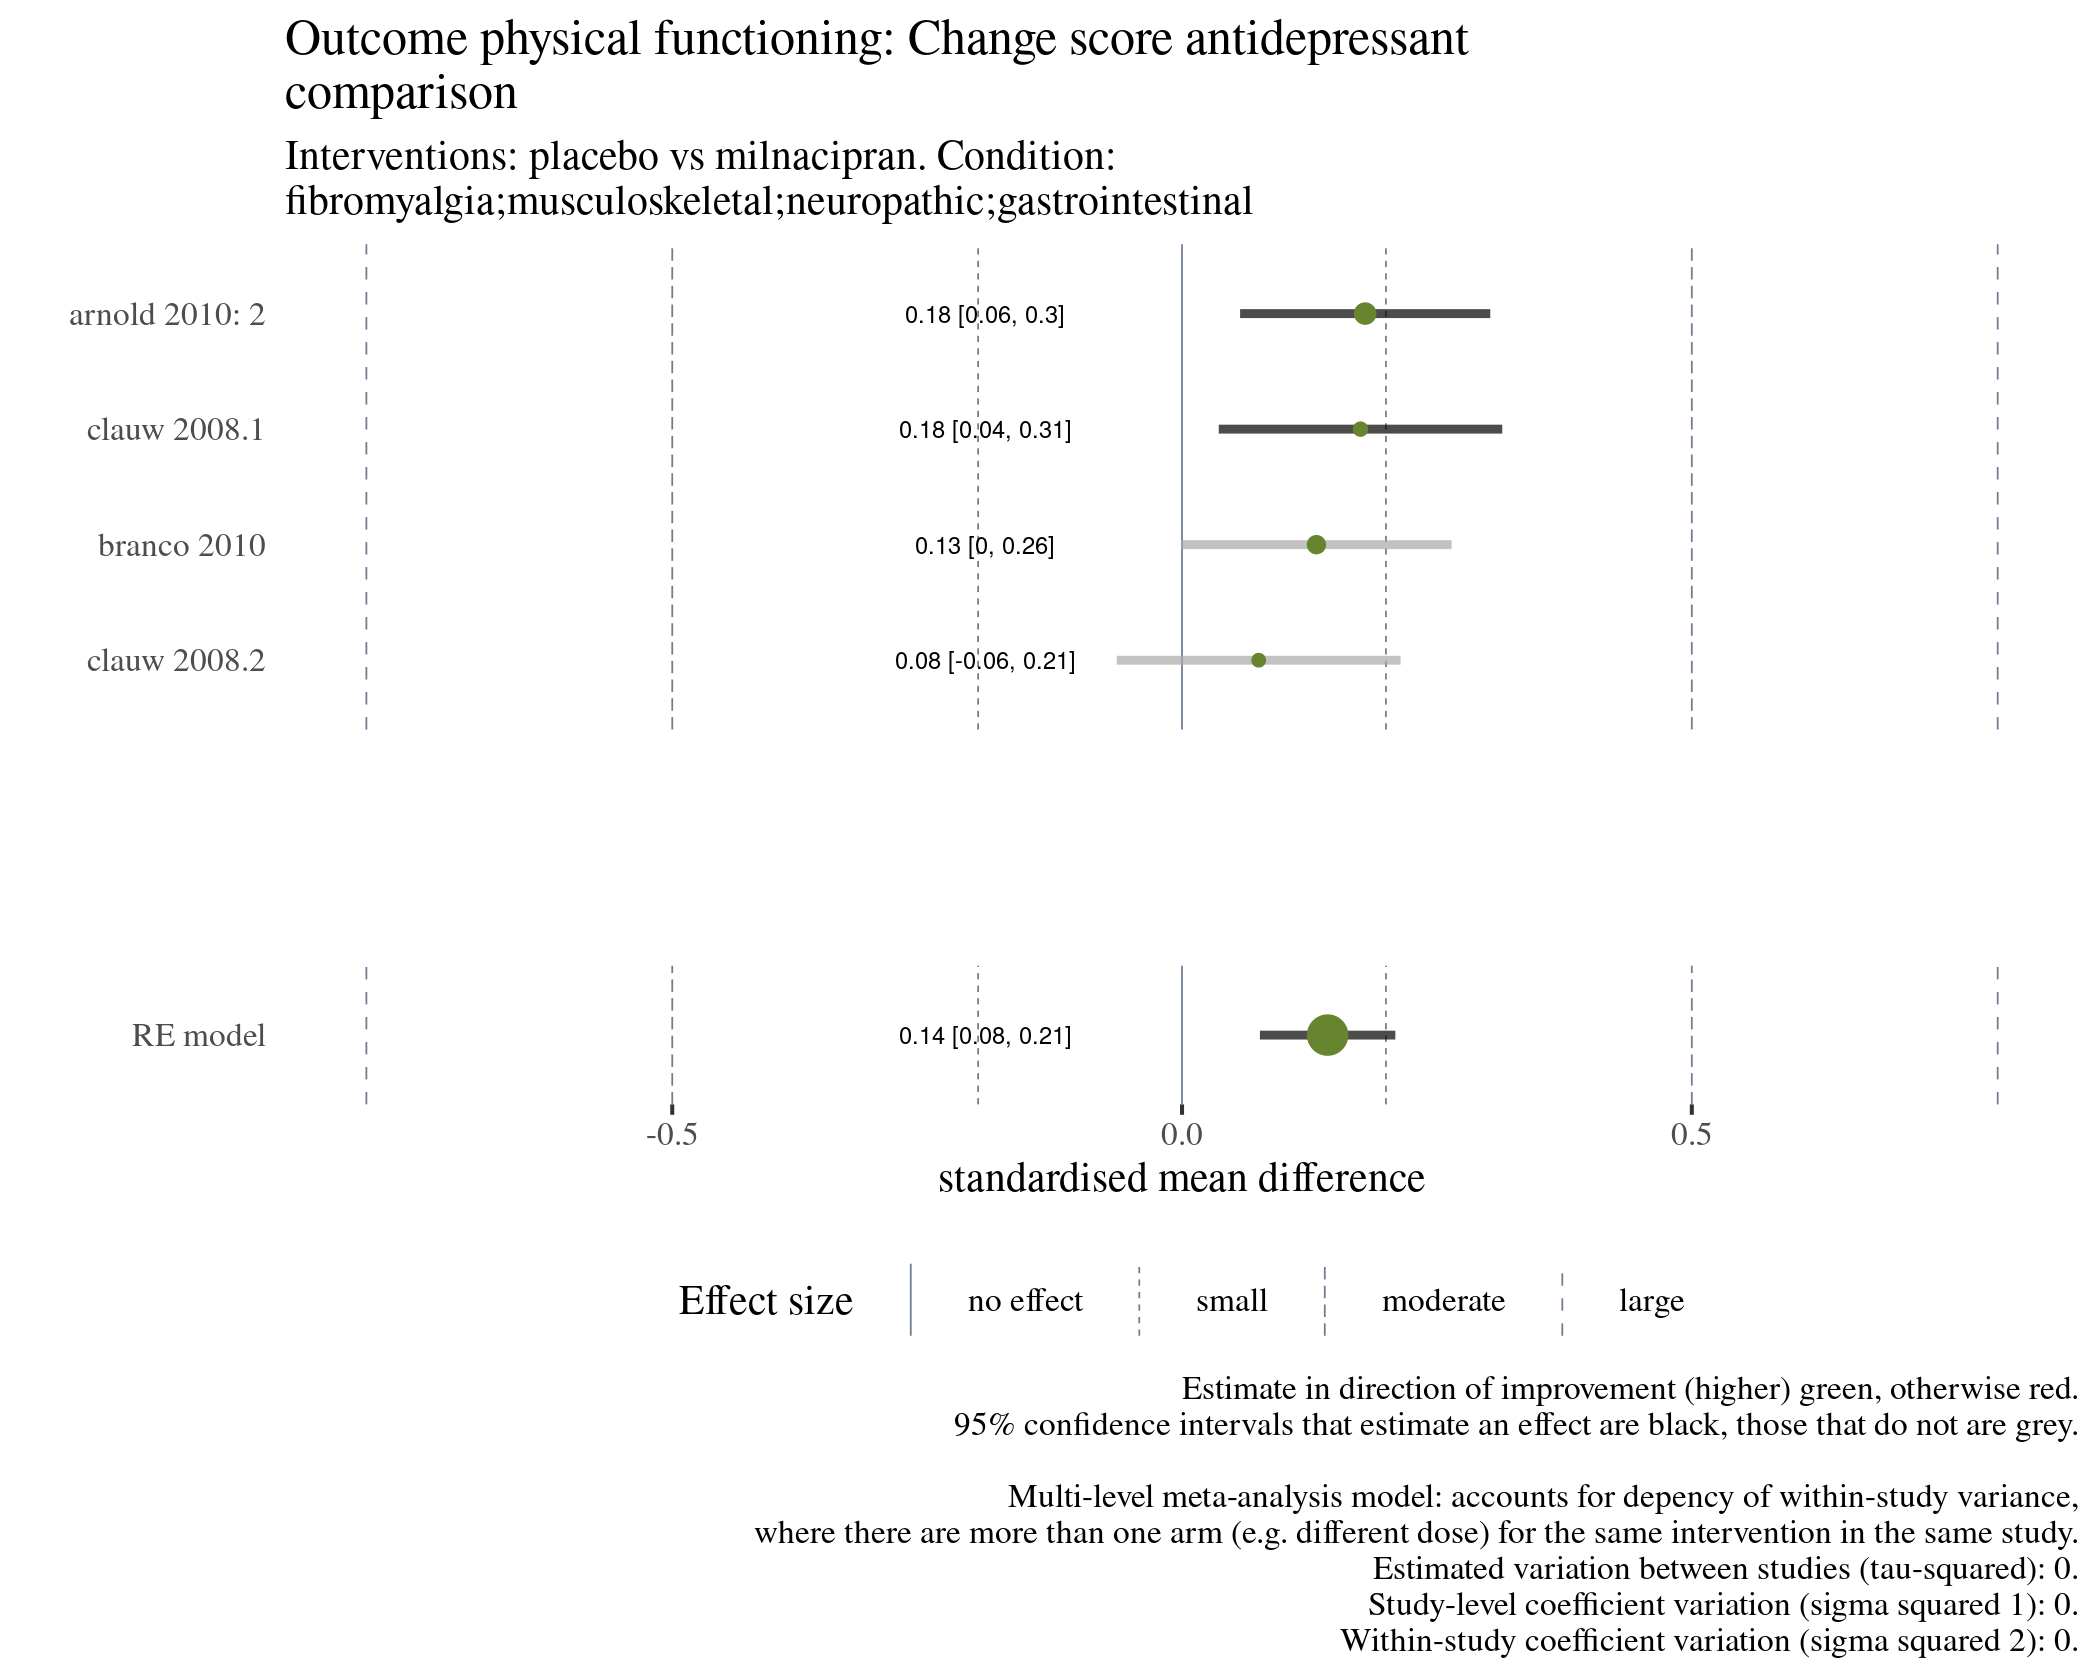 Outcome physical functioning: Change score antidepressant
comparison
Interventions: placebo vs milnacipran. Condition:
fibromyalgia;musculoskeletal;neuropathic;gastrointestinal
arnold 2010: 2 0.18 [0.06, 0.3]
clauw 2008.1 0.18 [0.04, 0.31]
branco 2010 0.13 [0, 0.26]
clauw 2008.2 0.08 [-0.06, 0.21]
RE model 0.14 [0.08, 0.21]
-0.5 0.0 0.5
standardised mean difference
Effect size no effect small moderate large
Estimate in direction of improvement (higher) green, otherwise red.
95% confidence intervals that estimate an effect are black, those that do not are grey.
Multi-level meta-analysis model: accounts for depency of within-study variance,
where there are more than one arm (e.g. different dose) for the same intervention in the same study.
Estimated variation between studies (tau-squared): 0.
Study-level coefficient variation (sigma squared 1): 0.
Within-study coefficient variation (sigma squared 2): 0.